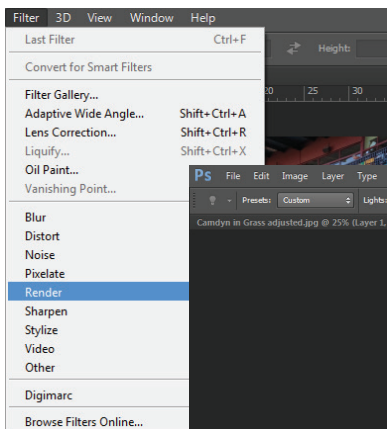 Filter 3D View Window Help
Last Filter Ctrl+F
Convert for Smart Filters
Height:
20 25 30
Filter Gallery...
Adaptive Wide Angle... Shift+Ctrl+A
Lens Correction... Shift+Ctrl+R
Liquify... Shift+Ctrl+X
Oil Paint...
Vanishing Point...
Ps File Edit Image Layer Type
Presets: Custom Lights:
Camdyn in Grass adjusted.jpg @ 25% (Layer 1,
Blur
Distort
Noise
Pixelate
Render
Sharpen
Stylize
Video
Other
Digimarc
Browse Filters Online...